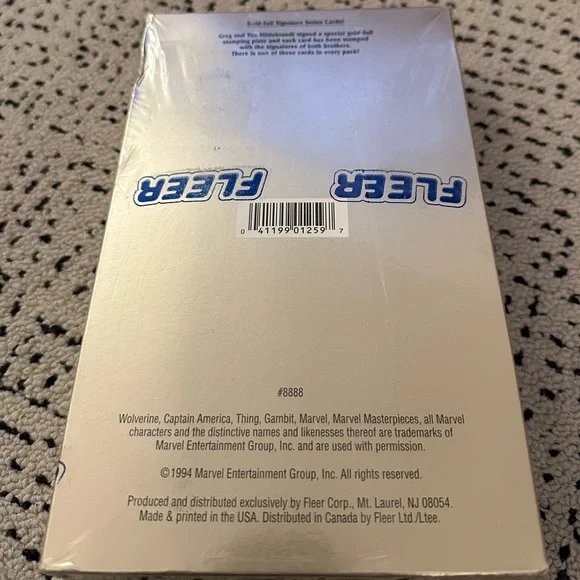 Gold-Foil Signature Series Cards!
Greg and Tim Hildebrandt signed a special gold-foil
stamping plate and each card has been stamped
with the signatures of both brothers.
There is one of these cards in every pack!
FLEER FLEER
0 41199 01259 7
#8888
Wolverine, Captain America, Thing, Gambit, Marvel, Marvel Masterpieces, all Marvel
characters and the distinctive names and likenesses thereof are trademarks of
Marvel Entertainment Group, Inc. and are used with permission.
©1994 Marvel Entertainment Group, Inc. All rights reserved.
Produced and distributed exclusively by Fleer Corp., Mt. Laurel, NJ 08054.
Made & printed in the USA. Distributed in Canada by Fleer Ltd./Ltee.